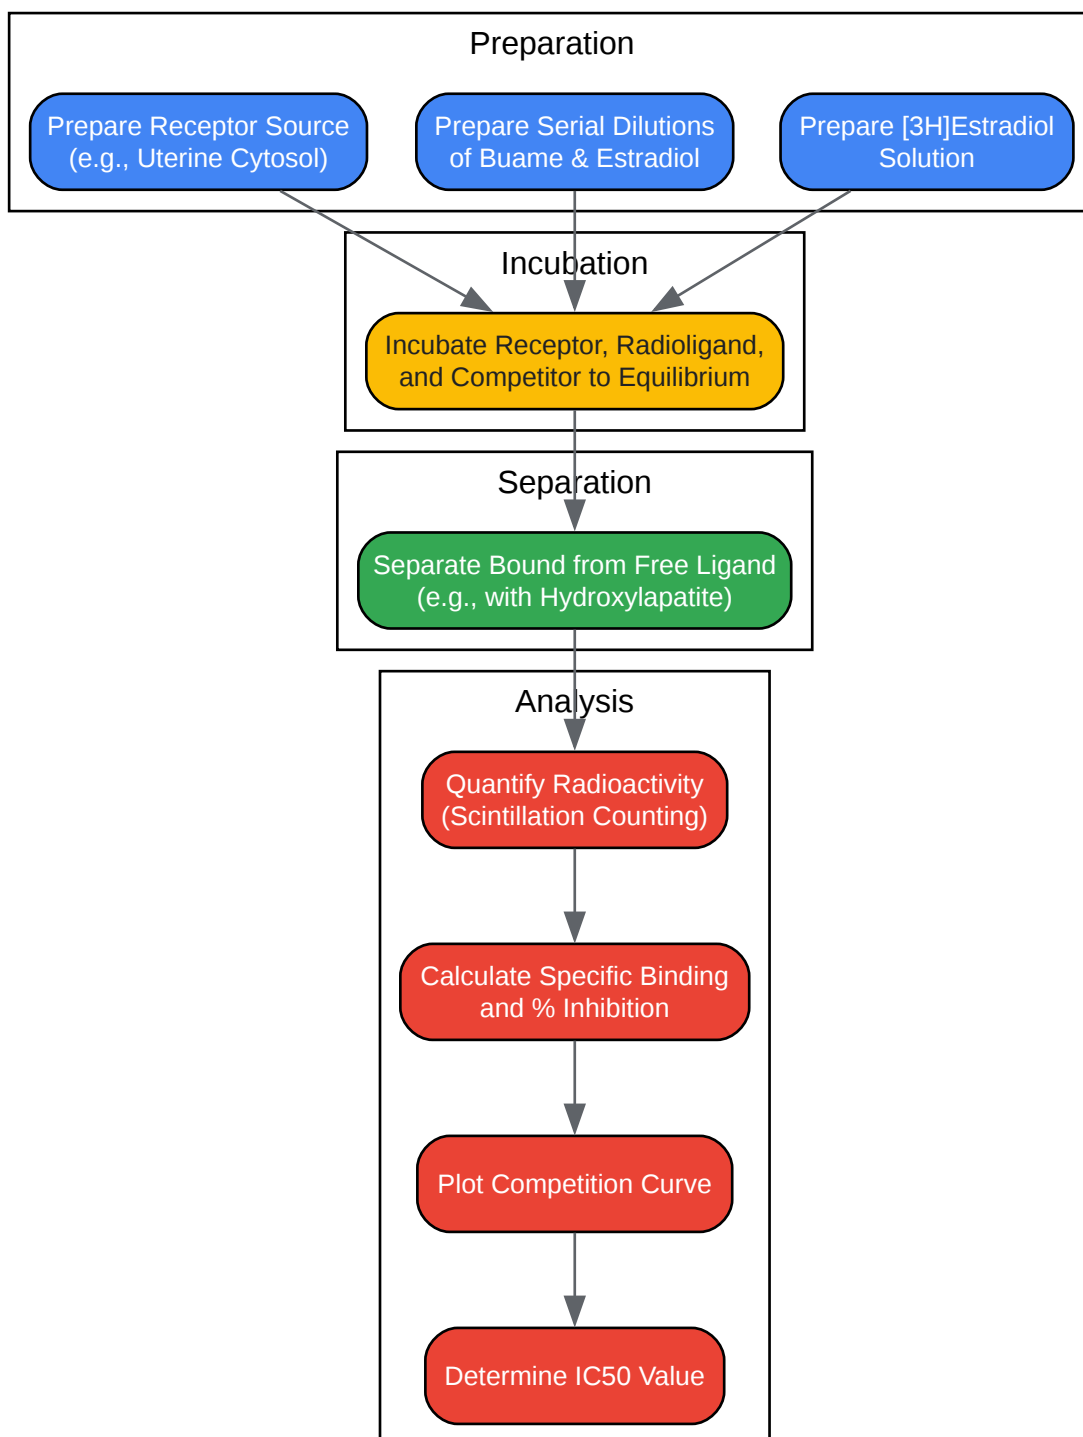 Preparation
Prepare Receptor Source
(e.g., Uterine Cytosol)
Prepare Serial Dilutions
of Buame & Estradiol
Prepare [3H]Estradiol
Solution
Incubation
Incubate Receptor, Radioligand,
and Competitor to Equilibrium
Separation
Separate Bound from Free Ligand
(e.g., with Hydroxylapatite)
Analysis
Quantify Radioactivity
(Scintillation Counting)
Calculate Specific Binding
and % Inhibition
Plot Competition Curve
Determine IC50 Value